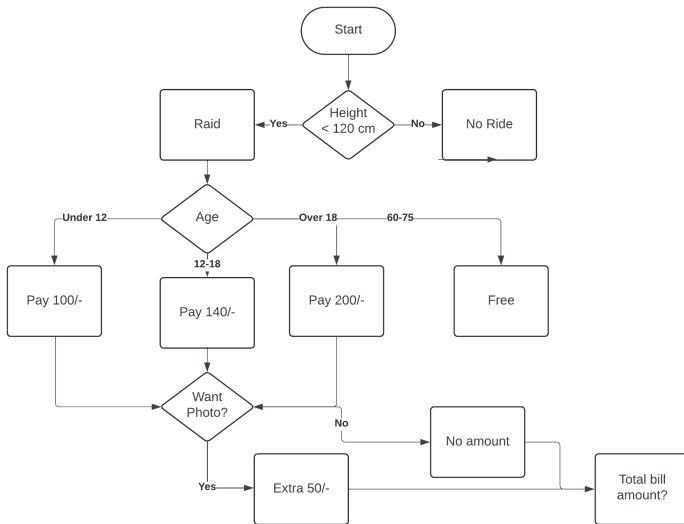 Start
Height
< 120 cm
Yes
No
Raid
No Ride
Age
Under 12
Over 18
60-75
12-18
Pay 100/-
Pay 140/-
Pay 200/-
Free
Want
Photo?
No
No amount
Yes
Extra 50/-
Total bill
amount?